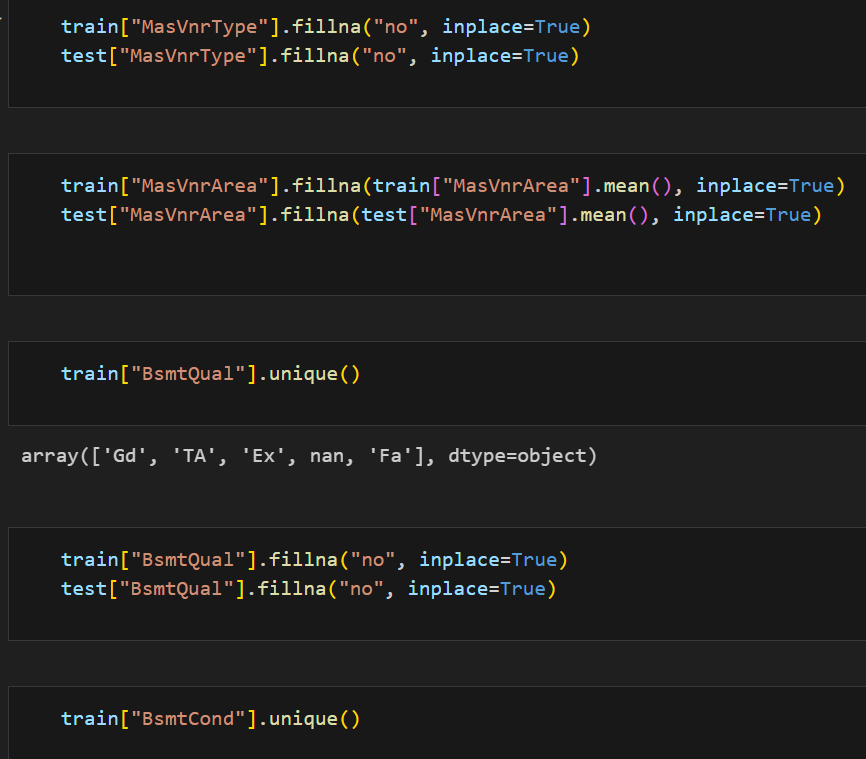 train["MasVnrType"].fillna("no", inplace=True)
test["MasVnrType"].fillna("no", inplace=True)
train["MasVnrArea"].fillna(train["MasVnrArea"].mean(), inplace=True)
test["MasVnrArea"].fillna(test["MasVnrArea"].mean(), inplace=True)
train["BsmtQual"].unique()
array(['Gd', 'TA', 'Ex', nan, 'Fa'], dtype=object)
train["BsmtQual"].fillna("no", inplace=True)
test["BsmtQual"].fillna("no", inplace=True)
train["BsmtCond"].unique()